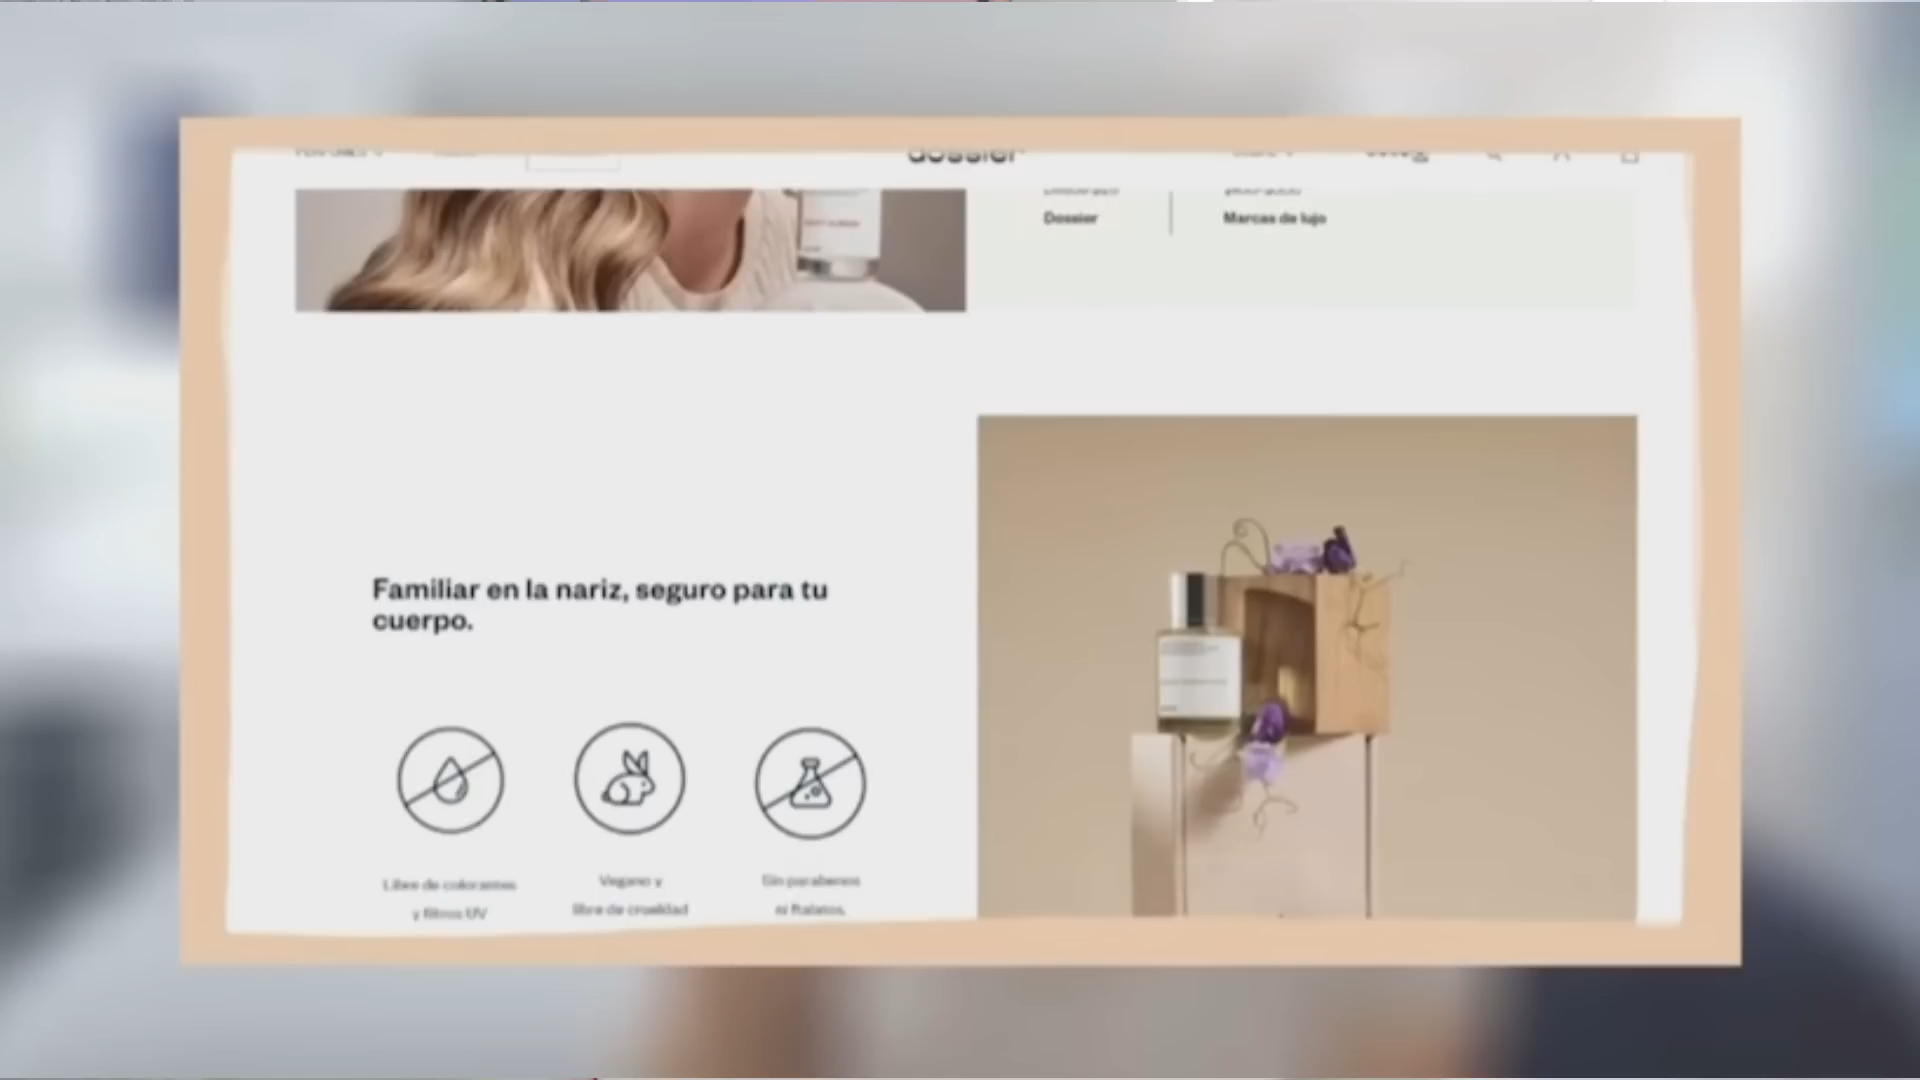 dossier
Dossier
Marcas de lujo
Familiar en la nariz, seguro para tu
cuerpo.
Libre de colorantes
y filtros UV
Vegano y
libre de crueldad
Sin parabenos
ni ftalatos.